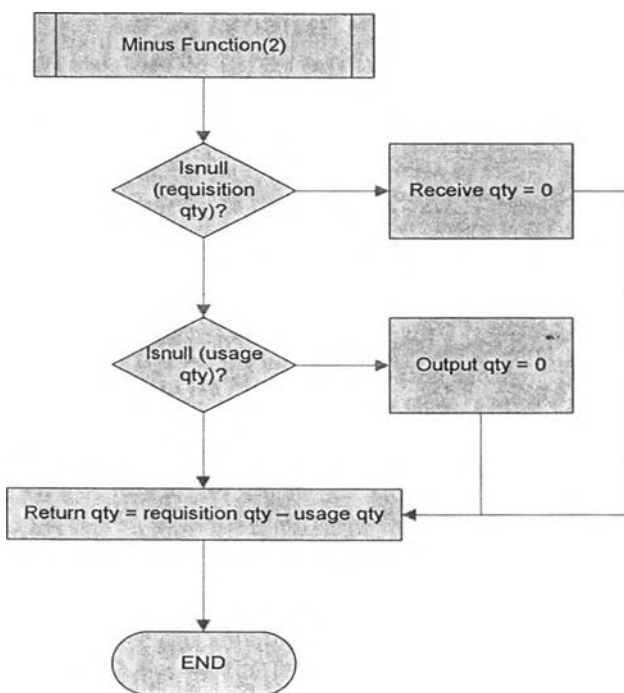 Minus Function(2)
Isnull
(requisition
qty)?
Receive qty = 0
Isnull (usage
qty)?
Output qty = 0
Return qty = requisition qty – usage qty
END